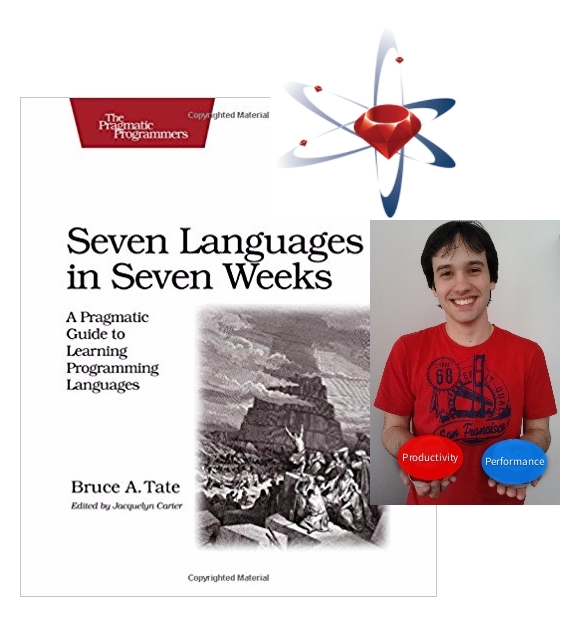 The
Pragmatic
Programmers
Copyrighted Material
Seven Languages
in Seven Weeks
A Pragmatic
Guide to
Learning
Programming
Languages
68
San Francisco
Productivity
Performance
Bruce A. Tate
Edited by Jacquelyn Carter
Copyrighted Material